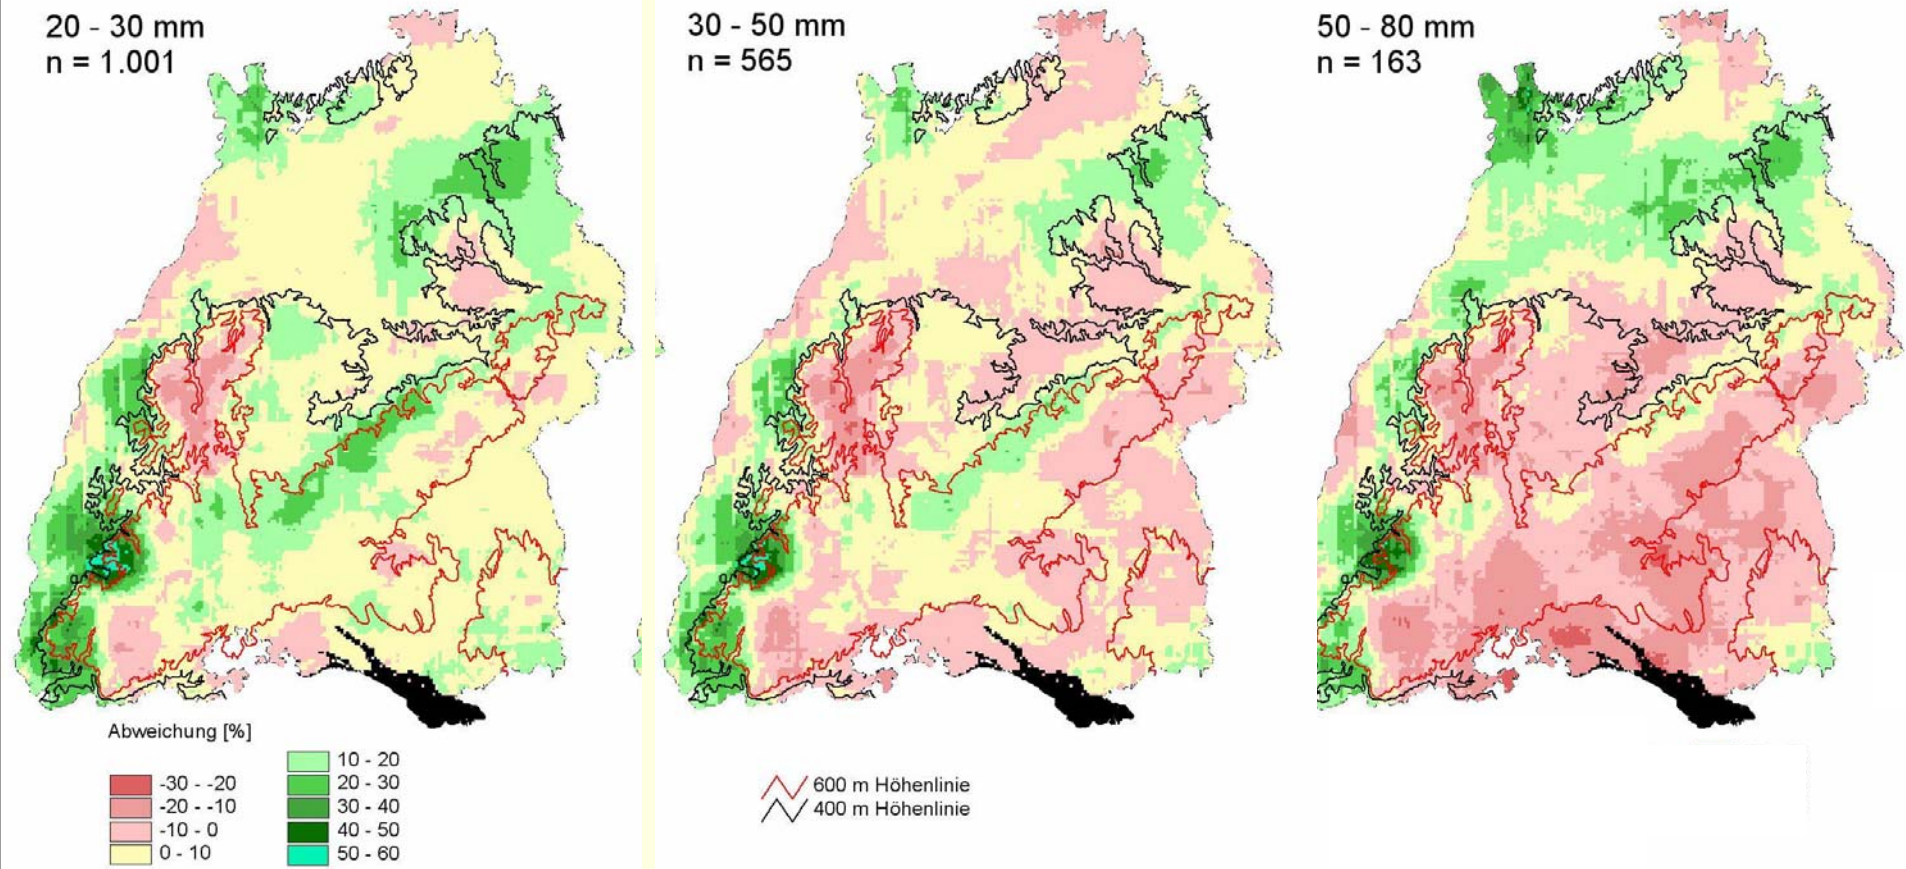 20 - 30 mm
n = 1.001
30 - 50 mm
n = 565
50 - 80 mm
n = 163
Abweichung [%]
-30 - -20
-20 - -10
-10 - 0
0 - 10
10 - 20
20 - 30
30 - 40
40 - 50
50 - 60
600 m Höhenlinie
400 m Höhenlinie